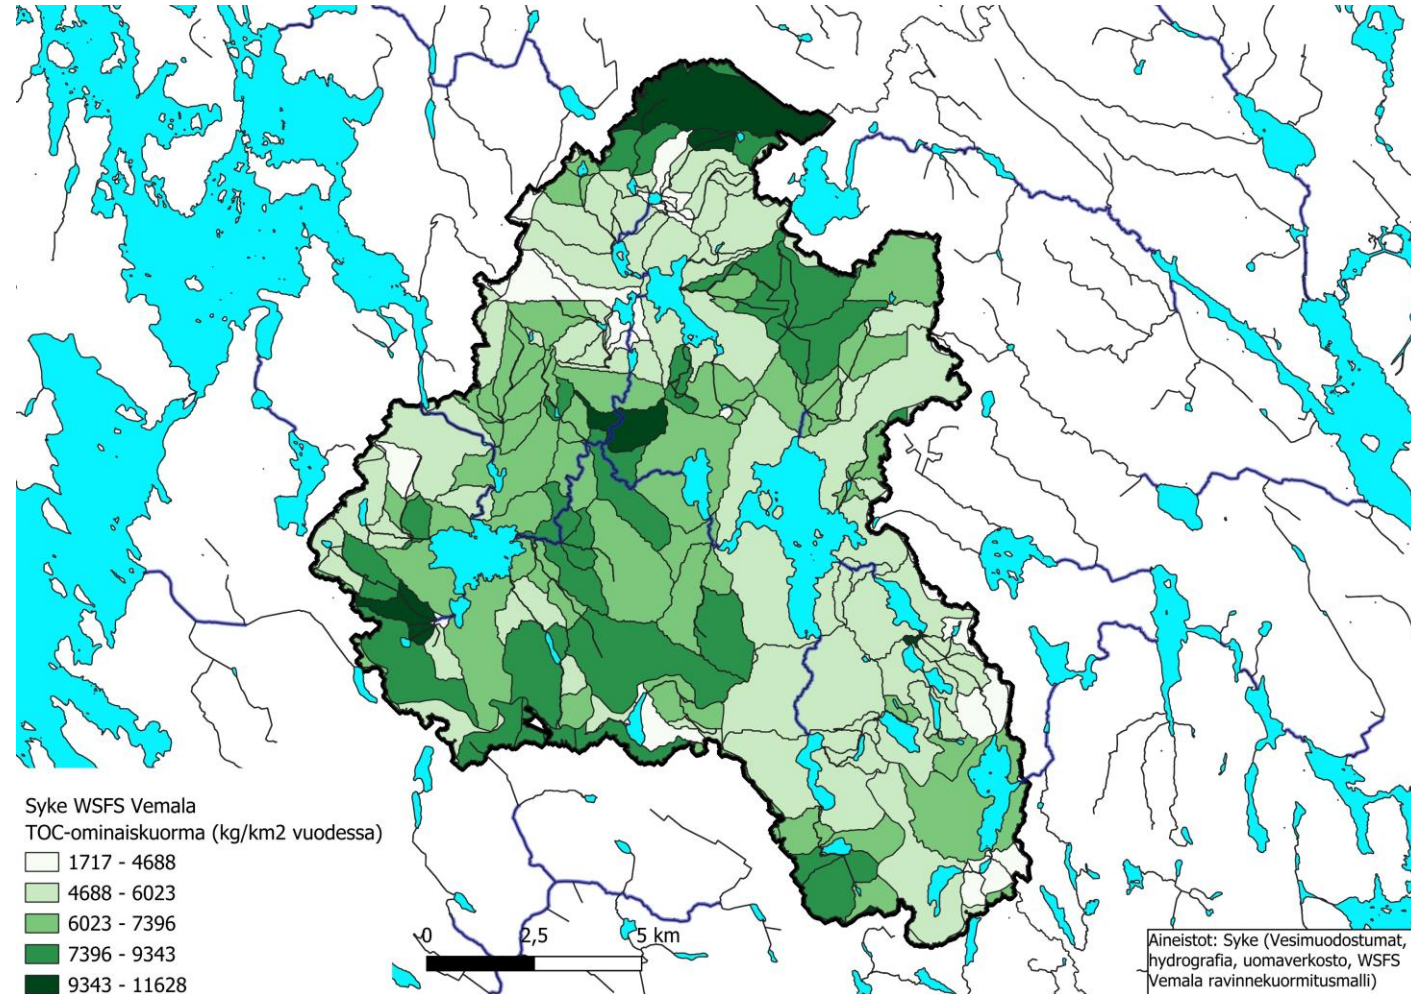 Syke WSFS Vemala
TOC-ominaiskuorma (kg/km2 vuodessa)
1717 - 4688
4688 - 6023
6023 - 7396
7396 - 9343
9343 - 11628
0 2,5 5 km
Aineistot: Syke (Vesimuodostumat,
hydrografia, uomaverkosto, WSFS
Vemala ravinnekuormitusmalli)